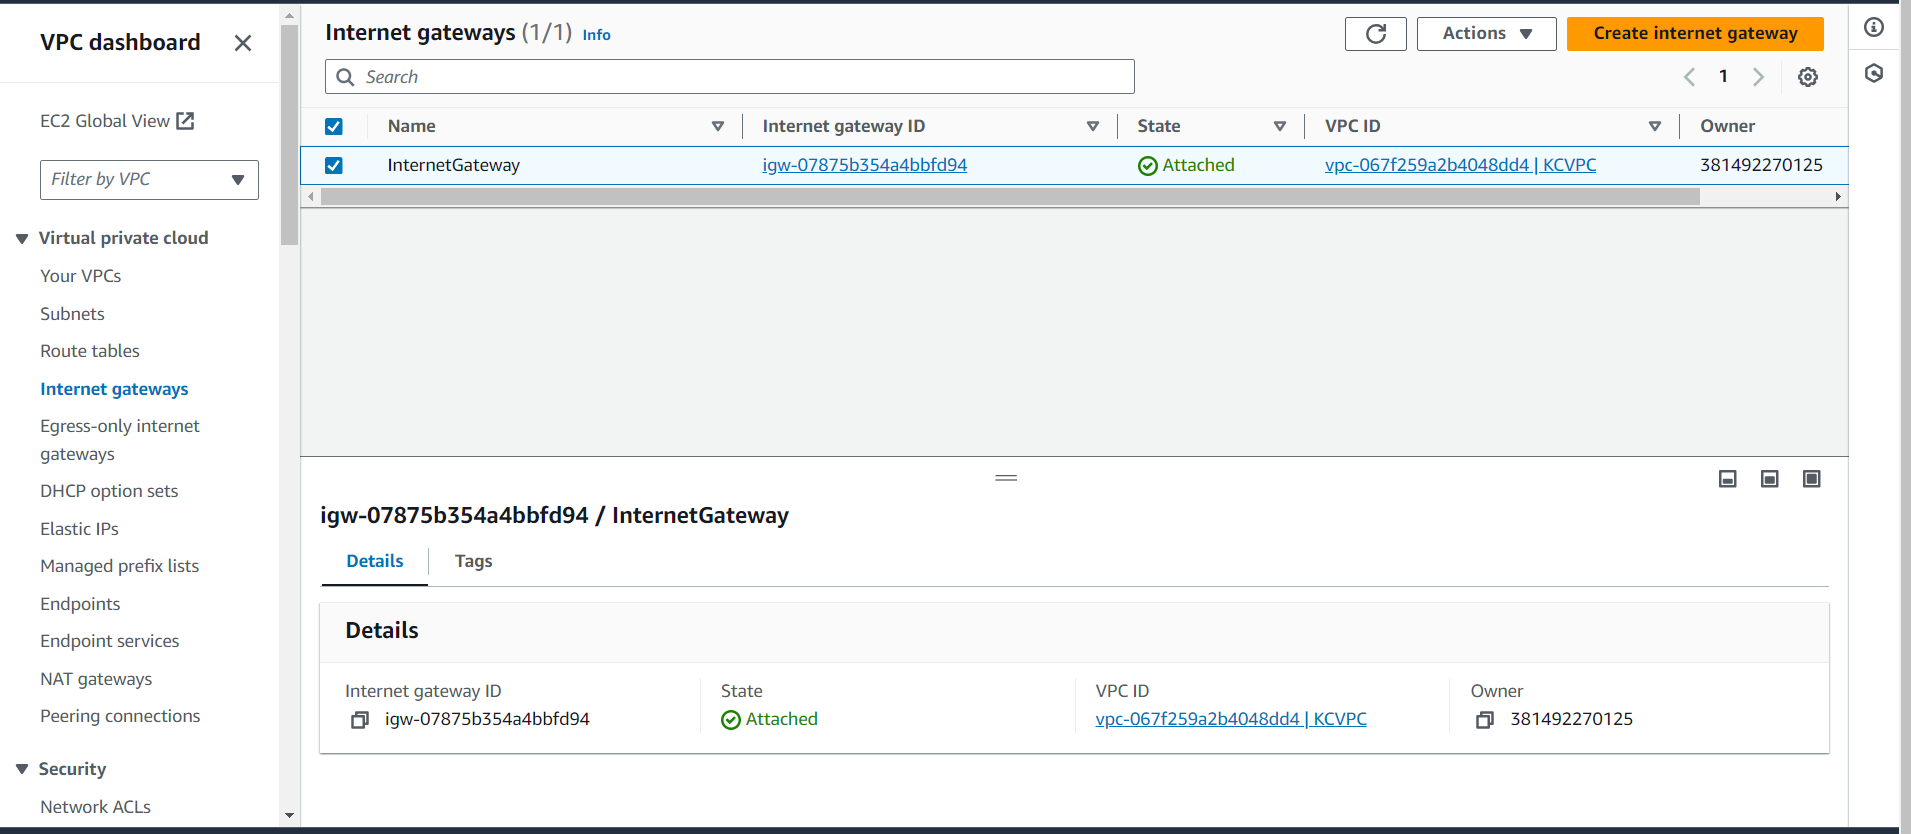 VPC dashboard
EC2 Global View
Filter by VPC
Virtual private cloud
Your VPCs
Subnets
Route tables
Internet gateways
Egress-only internet
gateways
DHCP option sets
Elastic IPs
Managed prefix lists
Endpoints
Endpoint services
NAT gateways
Peering connections
Security
Network ACLs
Internet gateways (1/1) Info
Actions
Create internet gateway
Search
1
Name Internet gateway ID State VPC ID Owner
InternetGateway igw-07875b354a4bbfd94 Attached vpc-067f259a2b4048dd4 | KCVPC 381492270125
igw-07875b354a4bbfd94 / InternetGateway
Details Tags
Details
Internet gateway ID State VPC ID Owner
igw-07875b354a4bbfd94 Attached vpc-067f259a2b4048dd4 | KCVPC 381492270125